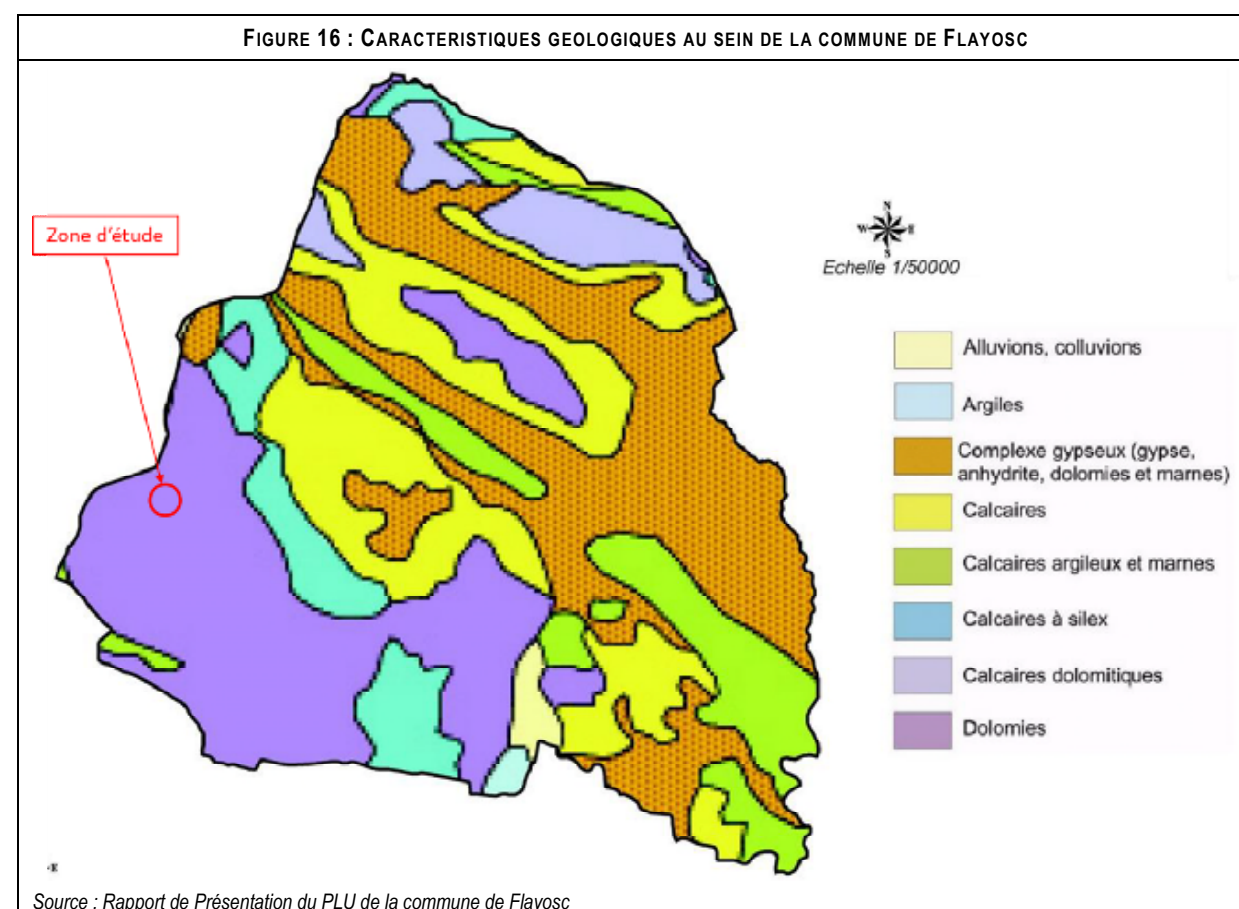 FIGURE 16 : CARACTERISTIQUES GEOLOGIQUES AU SEIN DE LA COMMUNE DE FLAYOSC
Zone d'étude
N
W E
S
Echelle 1/50000
Alluvions, colluvions
Argiles
Complexe gypseux (gypse,
anhydrite, dolomies et marnes)
Calcaires
Calcaires argileux et marnes
Calcaires à silex
Calcaires dolomitiques
Dolomies
Source : Rapport de Présentation du PLU de la commune de Flayosc